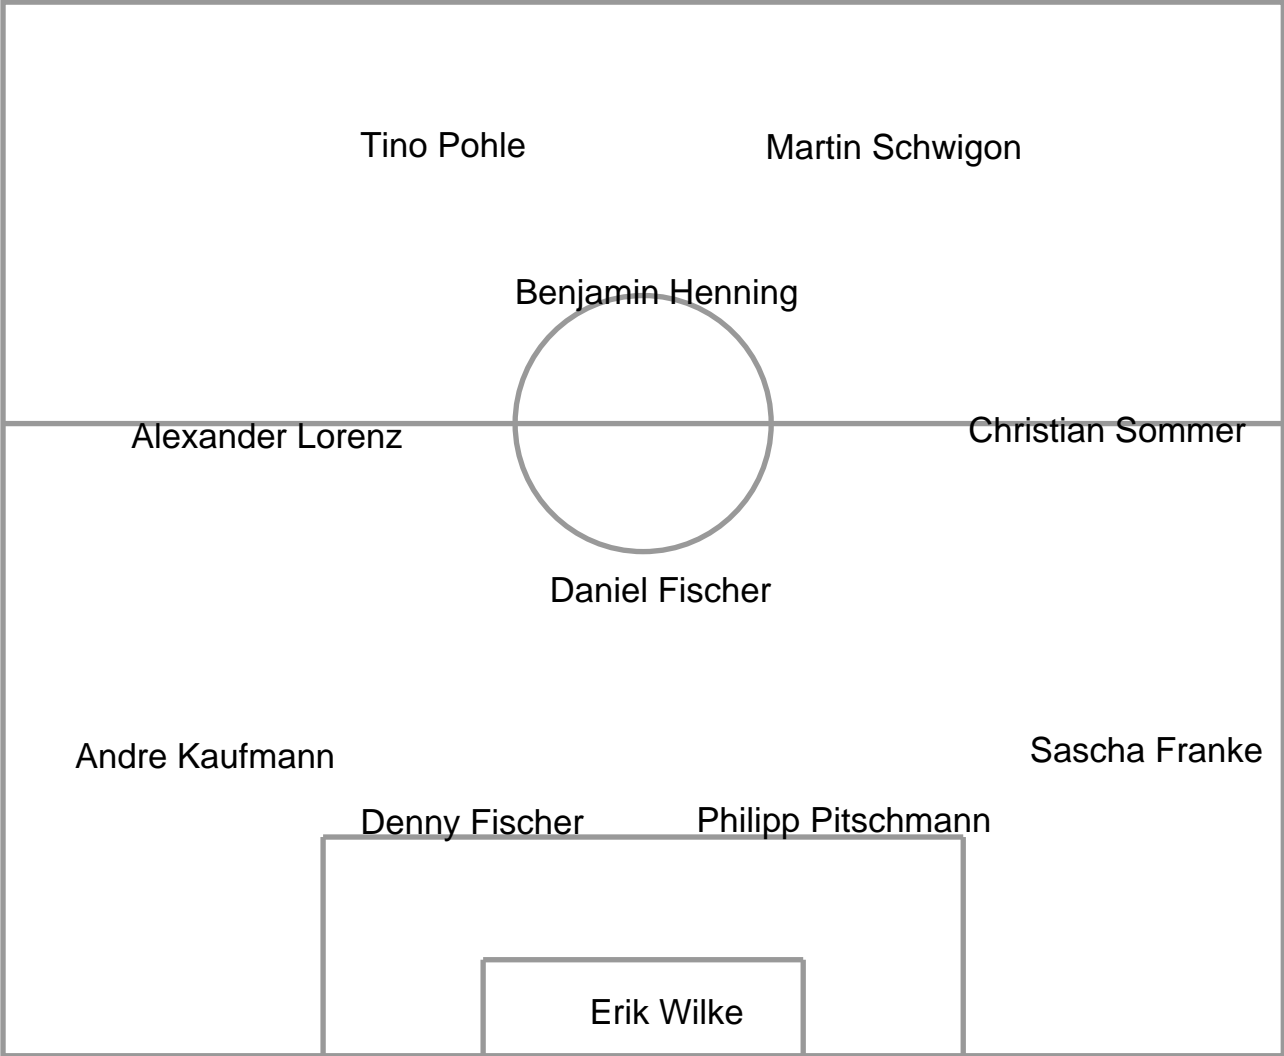 Tino Pohle
Martin Schwigon
Benjamin Henning
Alexander Lorenz
Christian Sommer
Daniel Fischer
Andre Kaufmann
Sascha Franke
Denny Fischer
Philipp Pitschmann
Erik Wilke